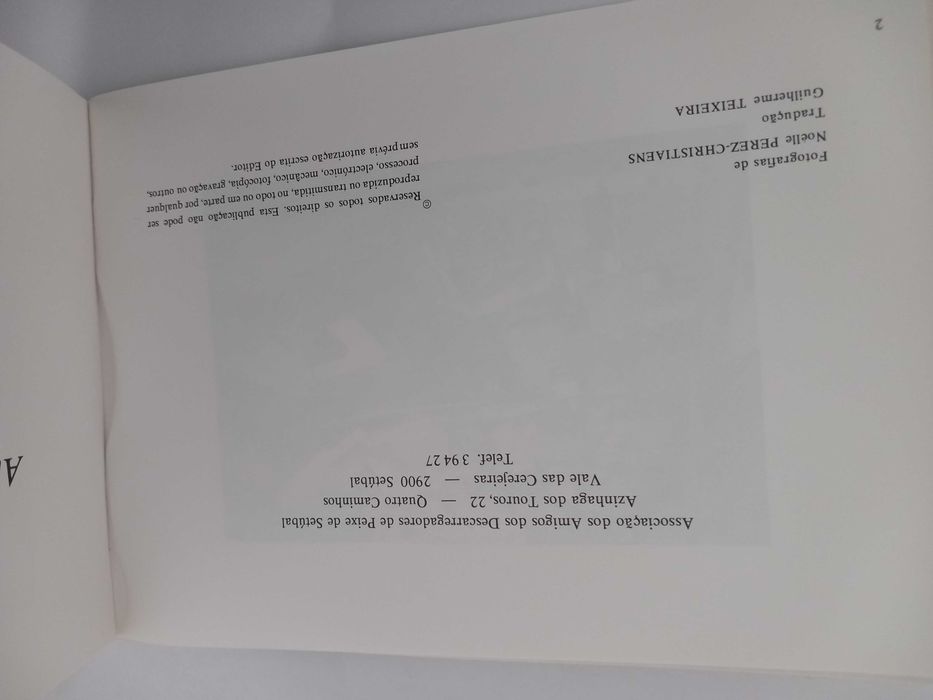 Associação dos Amigos dos Descarregadores de Peixe de Setúbal
Azinhaga dos Touros, 22 — Quatro Caminhos
Vale das Cerejeiras — 2900 Setúbal
Telef. 3 94 27
© Reservados todos os direitos. Esta publicação não pode ser
reproduzida ou transmitida, no todo ou em parte, por qualquer
processo, electrónico, mecânico, fotocópia, gravação ou outros,
sem prévia autorização escrita do Editor.
Fotografias de
Noelle PEREZ-CHRISTIAENS
Tradução
Guilherme TEIXEIRA
2